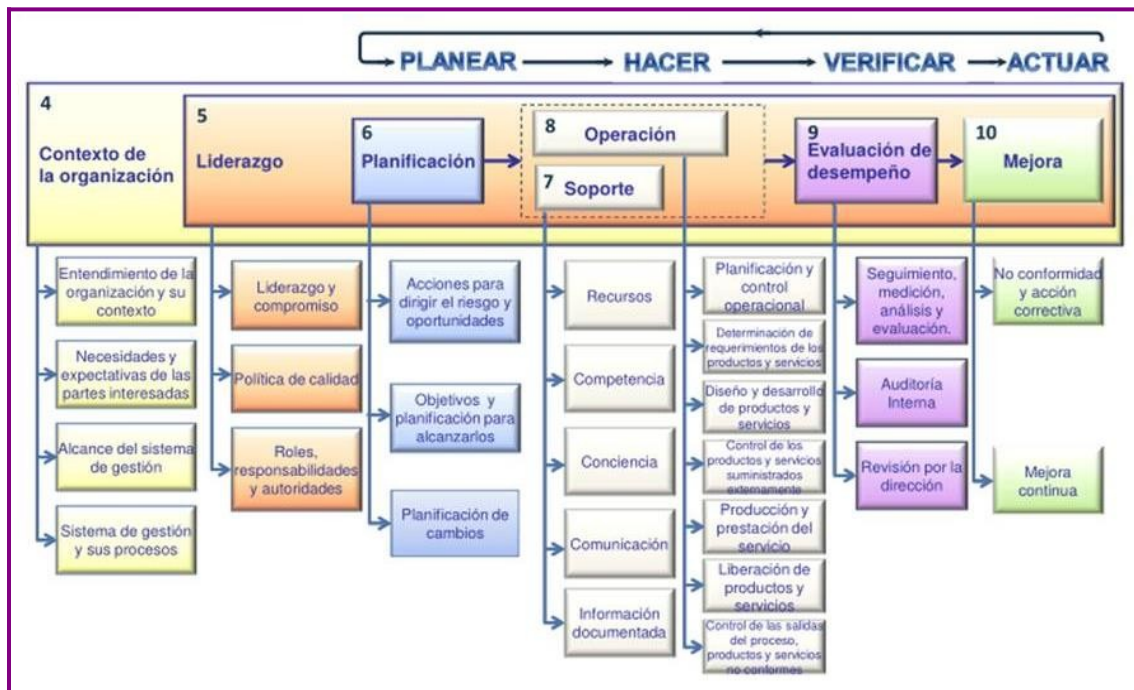 PLANEAR
HACER
VERIFICAR
ACTUAR
4
Contexto de
la organización
5
Liderazgo
6
Planificación
8
Operación
7
Soporte
9
Evaluación de
desempeño
10
Mejora
Entendimiento de la
organización y su
contexto
Necesidades y
expectativas de las
partes interesadas
Alcance del sistema
de gestión
Sistema de gestión
y sus procesos
Liderazgo y
compromiso
Política de calidad
Roles,
responsabilidades
y autoridades
Acciones para
dirigir el riesgo y
oportunidades
Objetivos y
planificación para
alcanzarlos
Planificación de
cambios
Recursos
Competencia
Conciencia
Comunicación
Información
documentada
Planificación y
control
operacional
Determinación de
requerimientos de los
productos y servicios
Diseño y desarrollo
de productos y
servicios
Control de los
productos y servicios
suministrados
externamente
Producción y
prestación del
servicio
Liberación de
productos y
servicios
Control de las salidas
del proceso,
productos y servicios
no conformes
Seguimiento,
medición,
análisis y
evaluación.
Auditoría
Interna
Revisión por la
dirección
No conformidad
y acción
correctiva
Mejora
continua